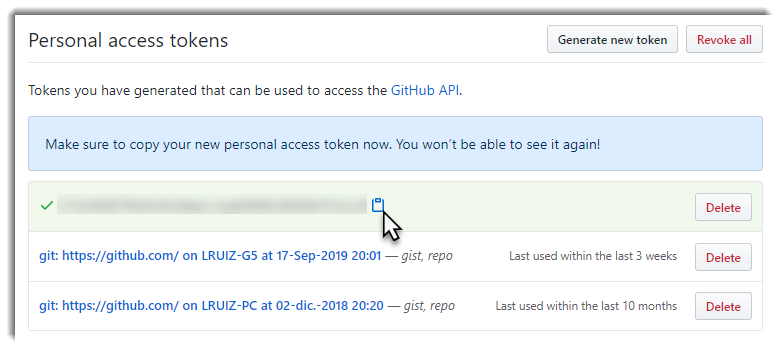 Personal access tokens
Generate new token
Revoke all
Tokens you have generated that can be used to access the GitHub API.
Make sure to copy your new personal access token now. You won't be able to see it again!
Delete
git: https://github.com/ on LRUIZ-G5 at 17-Sep-2019 20:01 — gist, repo
Last used within the last 3 weeks
Delete
git: https://github.com/ on LRUIZ-PC at 02-dic.-2018 20:20 — gist, repo
Last used within the last 10 months
Delete